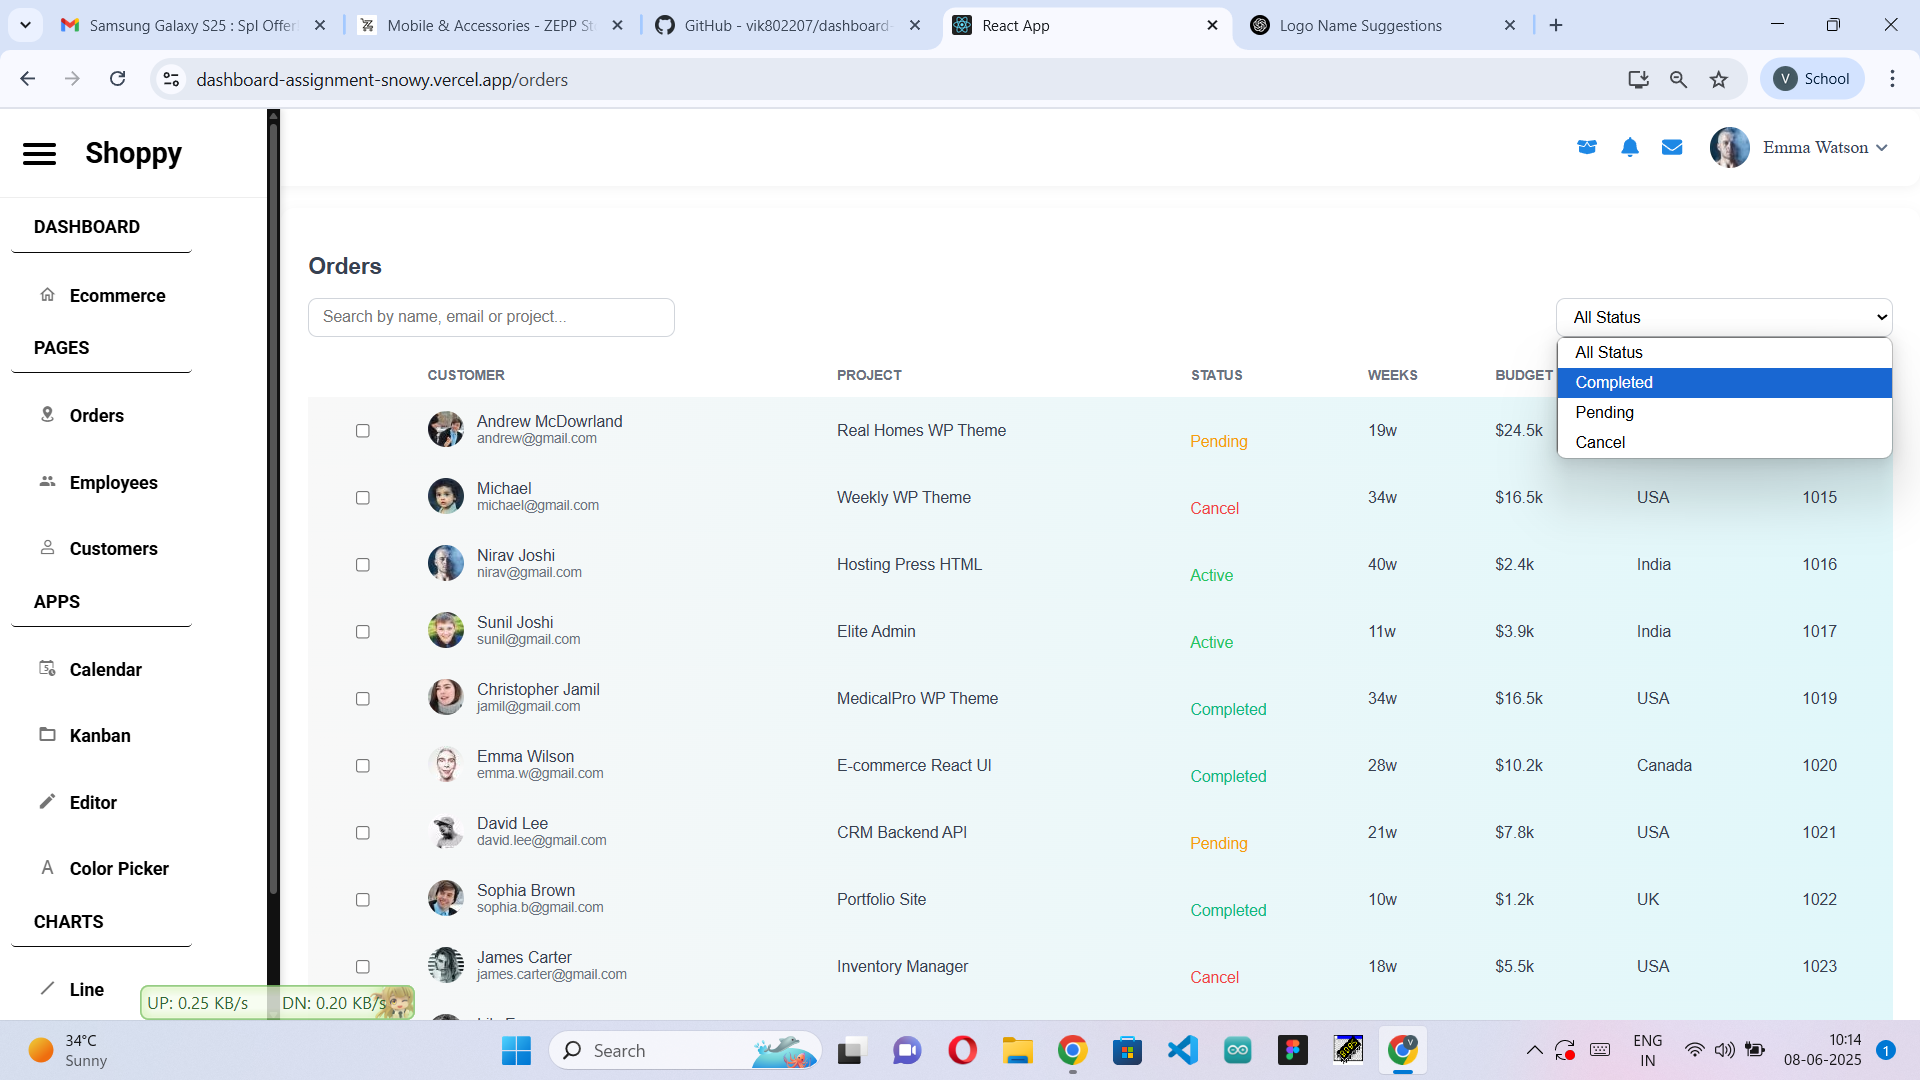 Samsung Galaxy S25 : Spl Offer
Mobile & Accessories - ZEPP St
GitHub - vik802207/dashboard-
React App
Logo Name Suggestions
dashboard-assignment-snowy.vercel.app/orders
V
School
Shoppy
Emma Watson
DASHBOARD
Ecommerce
PAGES
Orders
Employees
Customers
APPS
Calendar
Kanban
Editor
A Color Picker
CHARTS
Line
Orders
Search by name, email or project...
All Status
All Status
Completed
Pending
Cancel
CUSTOMER PROJECT STATUS WEEKS BUDGET
Andrew McDowrland
andrew@gmail.com
Real Homes WP Theme
Pending
19w
$24.5k
Michael
michael@gmail.com
Weekly WP Theme
Cancel
34w
$16.5k
USA
1015
Nirav Joshi
nirav@gmail.com
Hosting Press HTML
Active
40w
$2.4k
India
1016
Sunil Joshi
sunil@gmail.com
Elite Admin
Active
11w
$3.9k
India
1017
Christopher Jamil
jamil@gmail.com
MedicalPro WP Theme
Completed
34w
$16.5k
USA
1019
Emma Wilson
emma.w@gmail.com
E-commerce React UI
Completed
28w
$10.2k
Canada
1020
David Lee
david.lee@gmail.com
CRM Backend API
Pending
21w
$7.8k
USA
1021
Sophia Brown
sophia.b@gmail.com
Portfolio Site
Completed
10w
$1.2k
UK
1022
James Carter
james.carter@gmail.com
Inventory Manager
Cancel
18w
$5.5k
USA
1023
UP: 0.25 KB/s DN: 0.20 KB/s
34°C
Sunny
Search
ENG
IN
10:14
08-06-2025
1